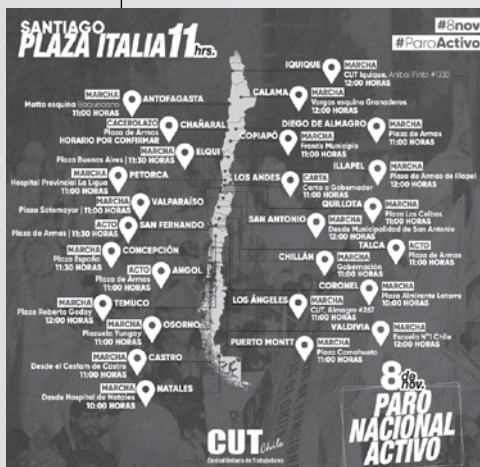 SANTIAGO
PLAZA ITALIA 11 hrs.
#8nov
#ParoActivo
MARCHA
ANTOFAGASTA
Matta esquina Baquedano
11:00 HORAS
CACEROLAZO
CHAÑARAL
Plaza de Armas
HORARIO POR CONFIRMAR
MARCHA
ELQUI
Plaza Buenos Aires | 11:30 HORAS
MARCHA
PETORCA
Hospital Provincial La Ligua
11:00 HORAS
MARCHA
VALPARAÍSO
Plaza Sotomayor | 11:00 HORAS
ACTO
SAN FERNANDO
Plaza de Armas | 11:30 HORAS
MARCHA
CONCEPCIÓN
Plaza España
11:30 HORAS
ACTO
ANGOL
Plaza de Armas
11:00 HORAS
MARCHA
TEMUCO
Plaza Roberto Godoy
12:00 HORAS
MARCHA
OSORNO
Plazuela Yungay
11:00 HORAS
MARCHA
CASTRO
Desde el Cesfam de Castro
11:00 HORAS
MARCHA
NATALES
Desde Hospital de Natales
10:00 HORAS
IQUIQUE
MARCHA
CUT Iquique, Aníbal Pinto #1330
12:00 HORAS
CALAMA
MARCHA
Vargas esquina Granaderos
12:00 HORAS
DIEGO DE ALMAGRO
MARCHA
Plaza de Armas
11:00 HORAS
COPIAPÓ
MARCHA
Frontis Municipio
11:00 HORAS
ILLAPEL
MARCHA
Plaza de Armas de Illapel
12:00 HORAS
LOS ANDES
CARTA
Carta a Gobernador
11:00 HORAS
QUILLOTA
MARCHA
Plaza Los Ceibos
11:00 HORAS
SAN ANTONIO
MARCHA
Desde Municipalidad de San Antonio
12:00 HORAS
TALCA
ACTO
Plaza de Armas
11:00 HORAS
CHILLÁN
MARCHA
Gobernación
11:00 HORAS
CORONEL
MARCHA
Plaza Almirante Latorre
10:00 HORAS
LOS ÁNGELES
MARCHA
CUT, Almagro #267
11:00 HORAS
VALDIVIA
MARCHA
Escuela N°1 Chile
12:00 HORAS
PUERTO MONTT
MARCHA
Plaza Camahueto
11:00 HORAS
8 de nov.
PARO
NACIONAL
ACTIVO
CUT Chile
Central Unitaria de Trabajadores